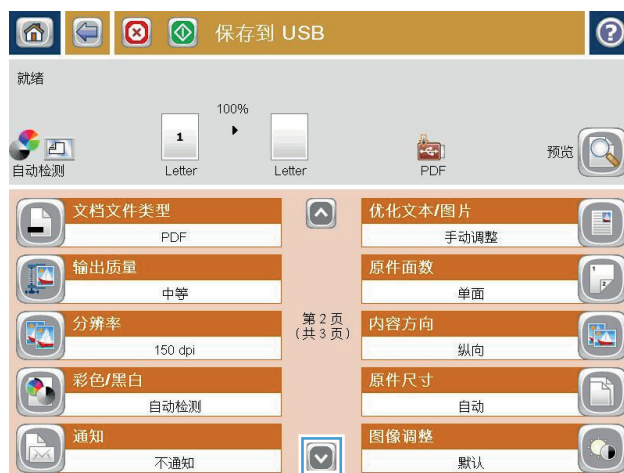 保存到 USB
就绪
100%
1
自动检测
Letter
Letter
PDF
预览
文档文件类型
PDF
输出质量
中等
分辨率
150 dpi
彩色/黑白
自动检测
通知
不通知
第 2 页
(共 3 页)
优化文本/图片
手动调整
原件面数
单面
1
2
内容方向
纵向
原件尺寸
自动
图像调整
默认